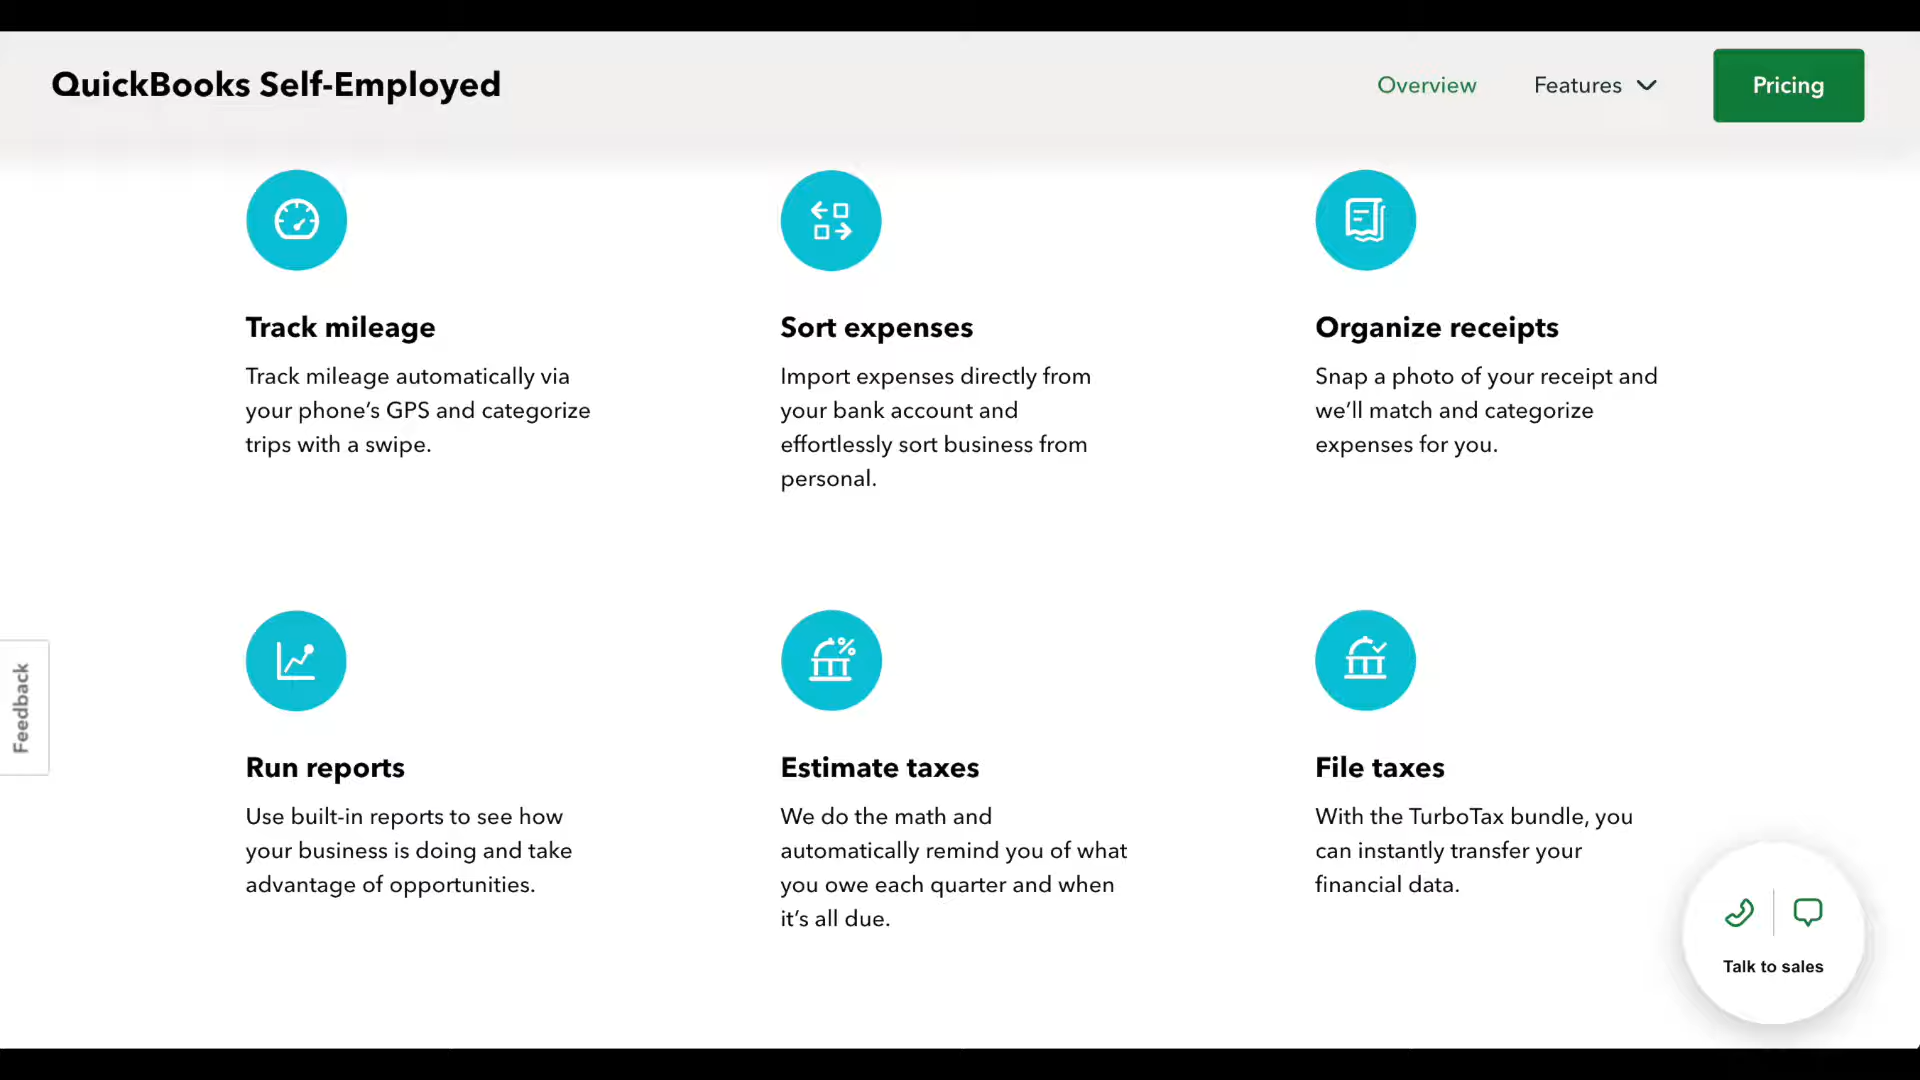 QuickBooks Self-Employed
Overview
Features
Pricing
Track mileage
Track mileage automatically via
your phone’s GPS and categorize
trips with a swipe.
Sort expenses
Import expenses directly from
your bank account and
effortlessly sort business from
personal.
Organize receipts
Snap a photo of your receipt and
we’ll match and categorize
expenses for you.
Feedback
Run reports
Use built-in reports to see how
your business is doing and take
advantage of opportunities.
Estimate taxes
We do the math and
automatically remind you of what
you owe each quarter and when
it’s all due.
File taxes
With the TurboTax bundle, you
can instantly transfer your
financial data.
Talk to sales